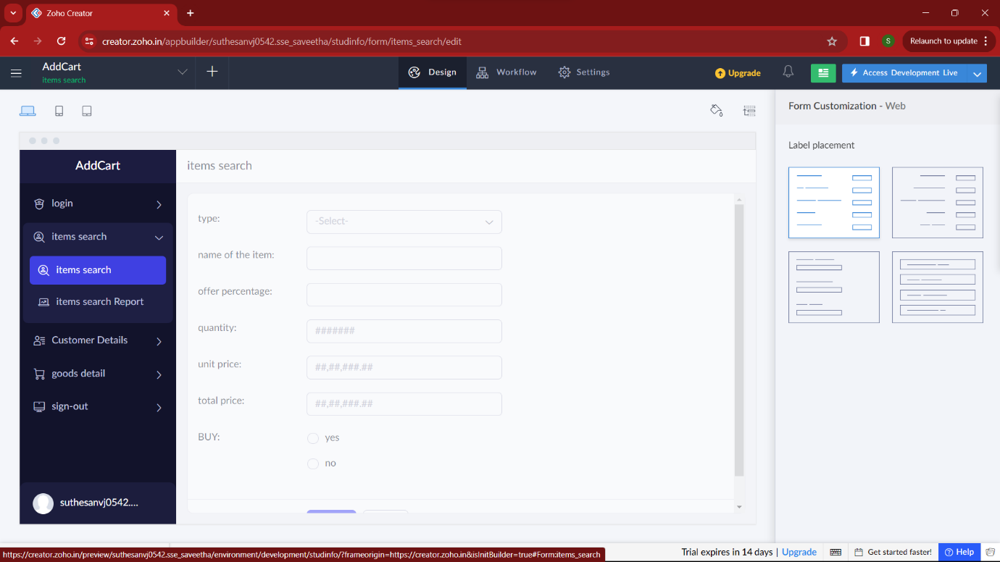 Zoho Creator
creator.zoho.in/appbuilder/suthesanvj0542.sse_saveetha/studinfo/form/items_search/edit
S
Relaunch to update
AddCart
items search
Design
Workflow
Settings
Upgrade
Access Development Live
Form Customization - Web
Label placement
AddCart
login
items search
items search
items search Report
Customer Details
goods detail
sign-out
suthesanvj0542....
items search
type:
-Select-
name of the item:
offer percentage:
quantity:
#######
unit price:
##,##,###.##
total price:
##,##,###.##
BUY:
yes
no
https://creator.zoho.in/preview/suthesanvj0542.sse_saveetha/environment/development/studinfo/?frameorigin=https://creator.zoho.in&isInitBuilder=true#Form:items_search
Trial expires in 14 days | Upgrade
Get started faster!
Help